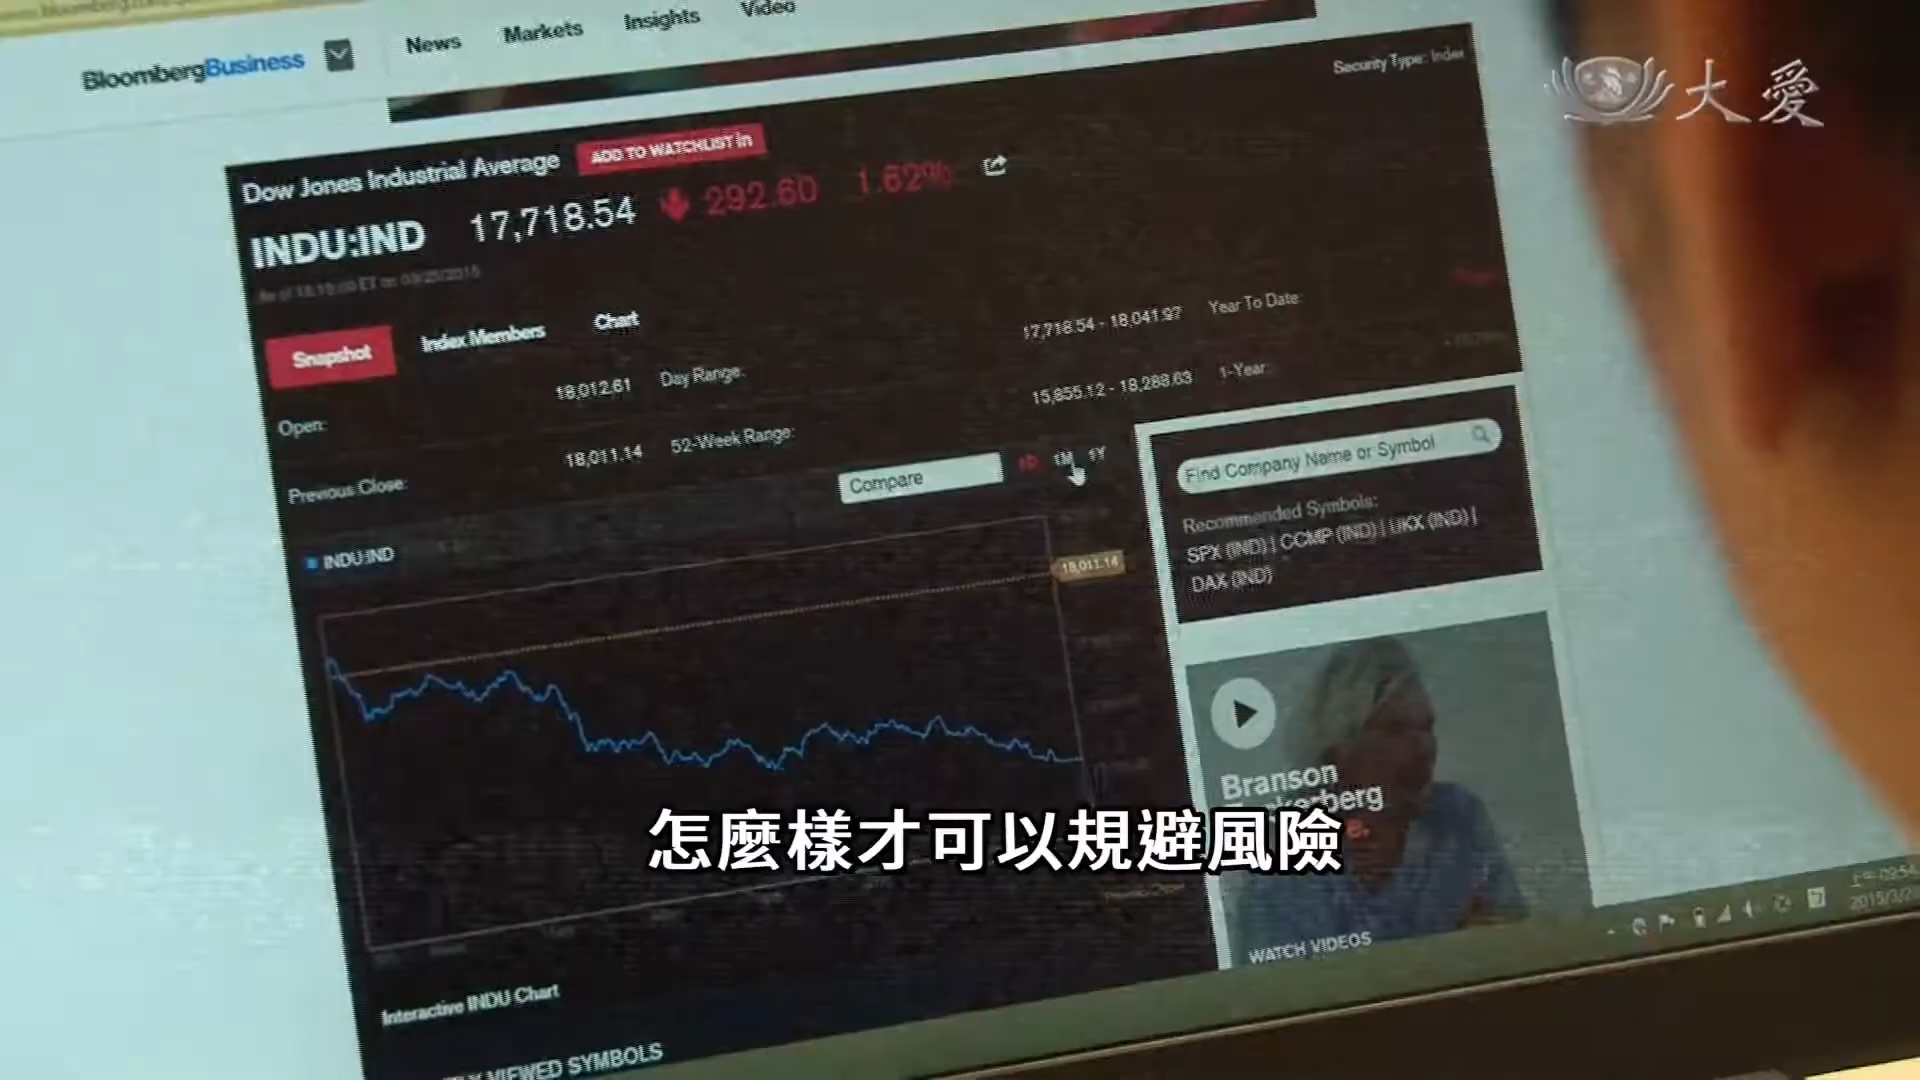 BloombergBusiness
News
Markets
Insights
Video
大愛
Security Type: Index
Dow Jones Industrial Average
ADD TO WATCHLIST in
INDU:IND 17,718.54 292.60 1.62%
Snapshot
Index Members
Chart
Open: 18,012.61
Day Range: 17,718.54 - 18,041.97
Year To Date:
Previous Close: 18,011.14
52-Week Range: 15,855.12 - 18,288.63
1-Year:
Compare
1D 1M 1Y
INDU:IND
18,011.14
Find Company Name or Symbol
Recommended Symbols:
SPX (IND) | CCMP (IND) | UKX (IND) |
DAX (IND)
Branson
怎麼樣才可以規避風險
WATCH VIDEOS
Interactive INDU Chart
VIEWED SYMBOLS